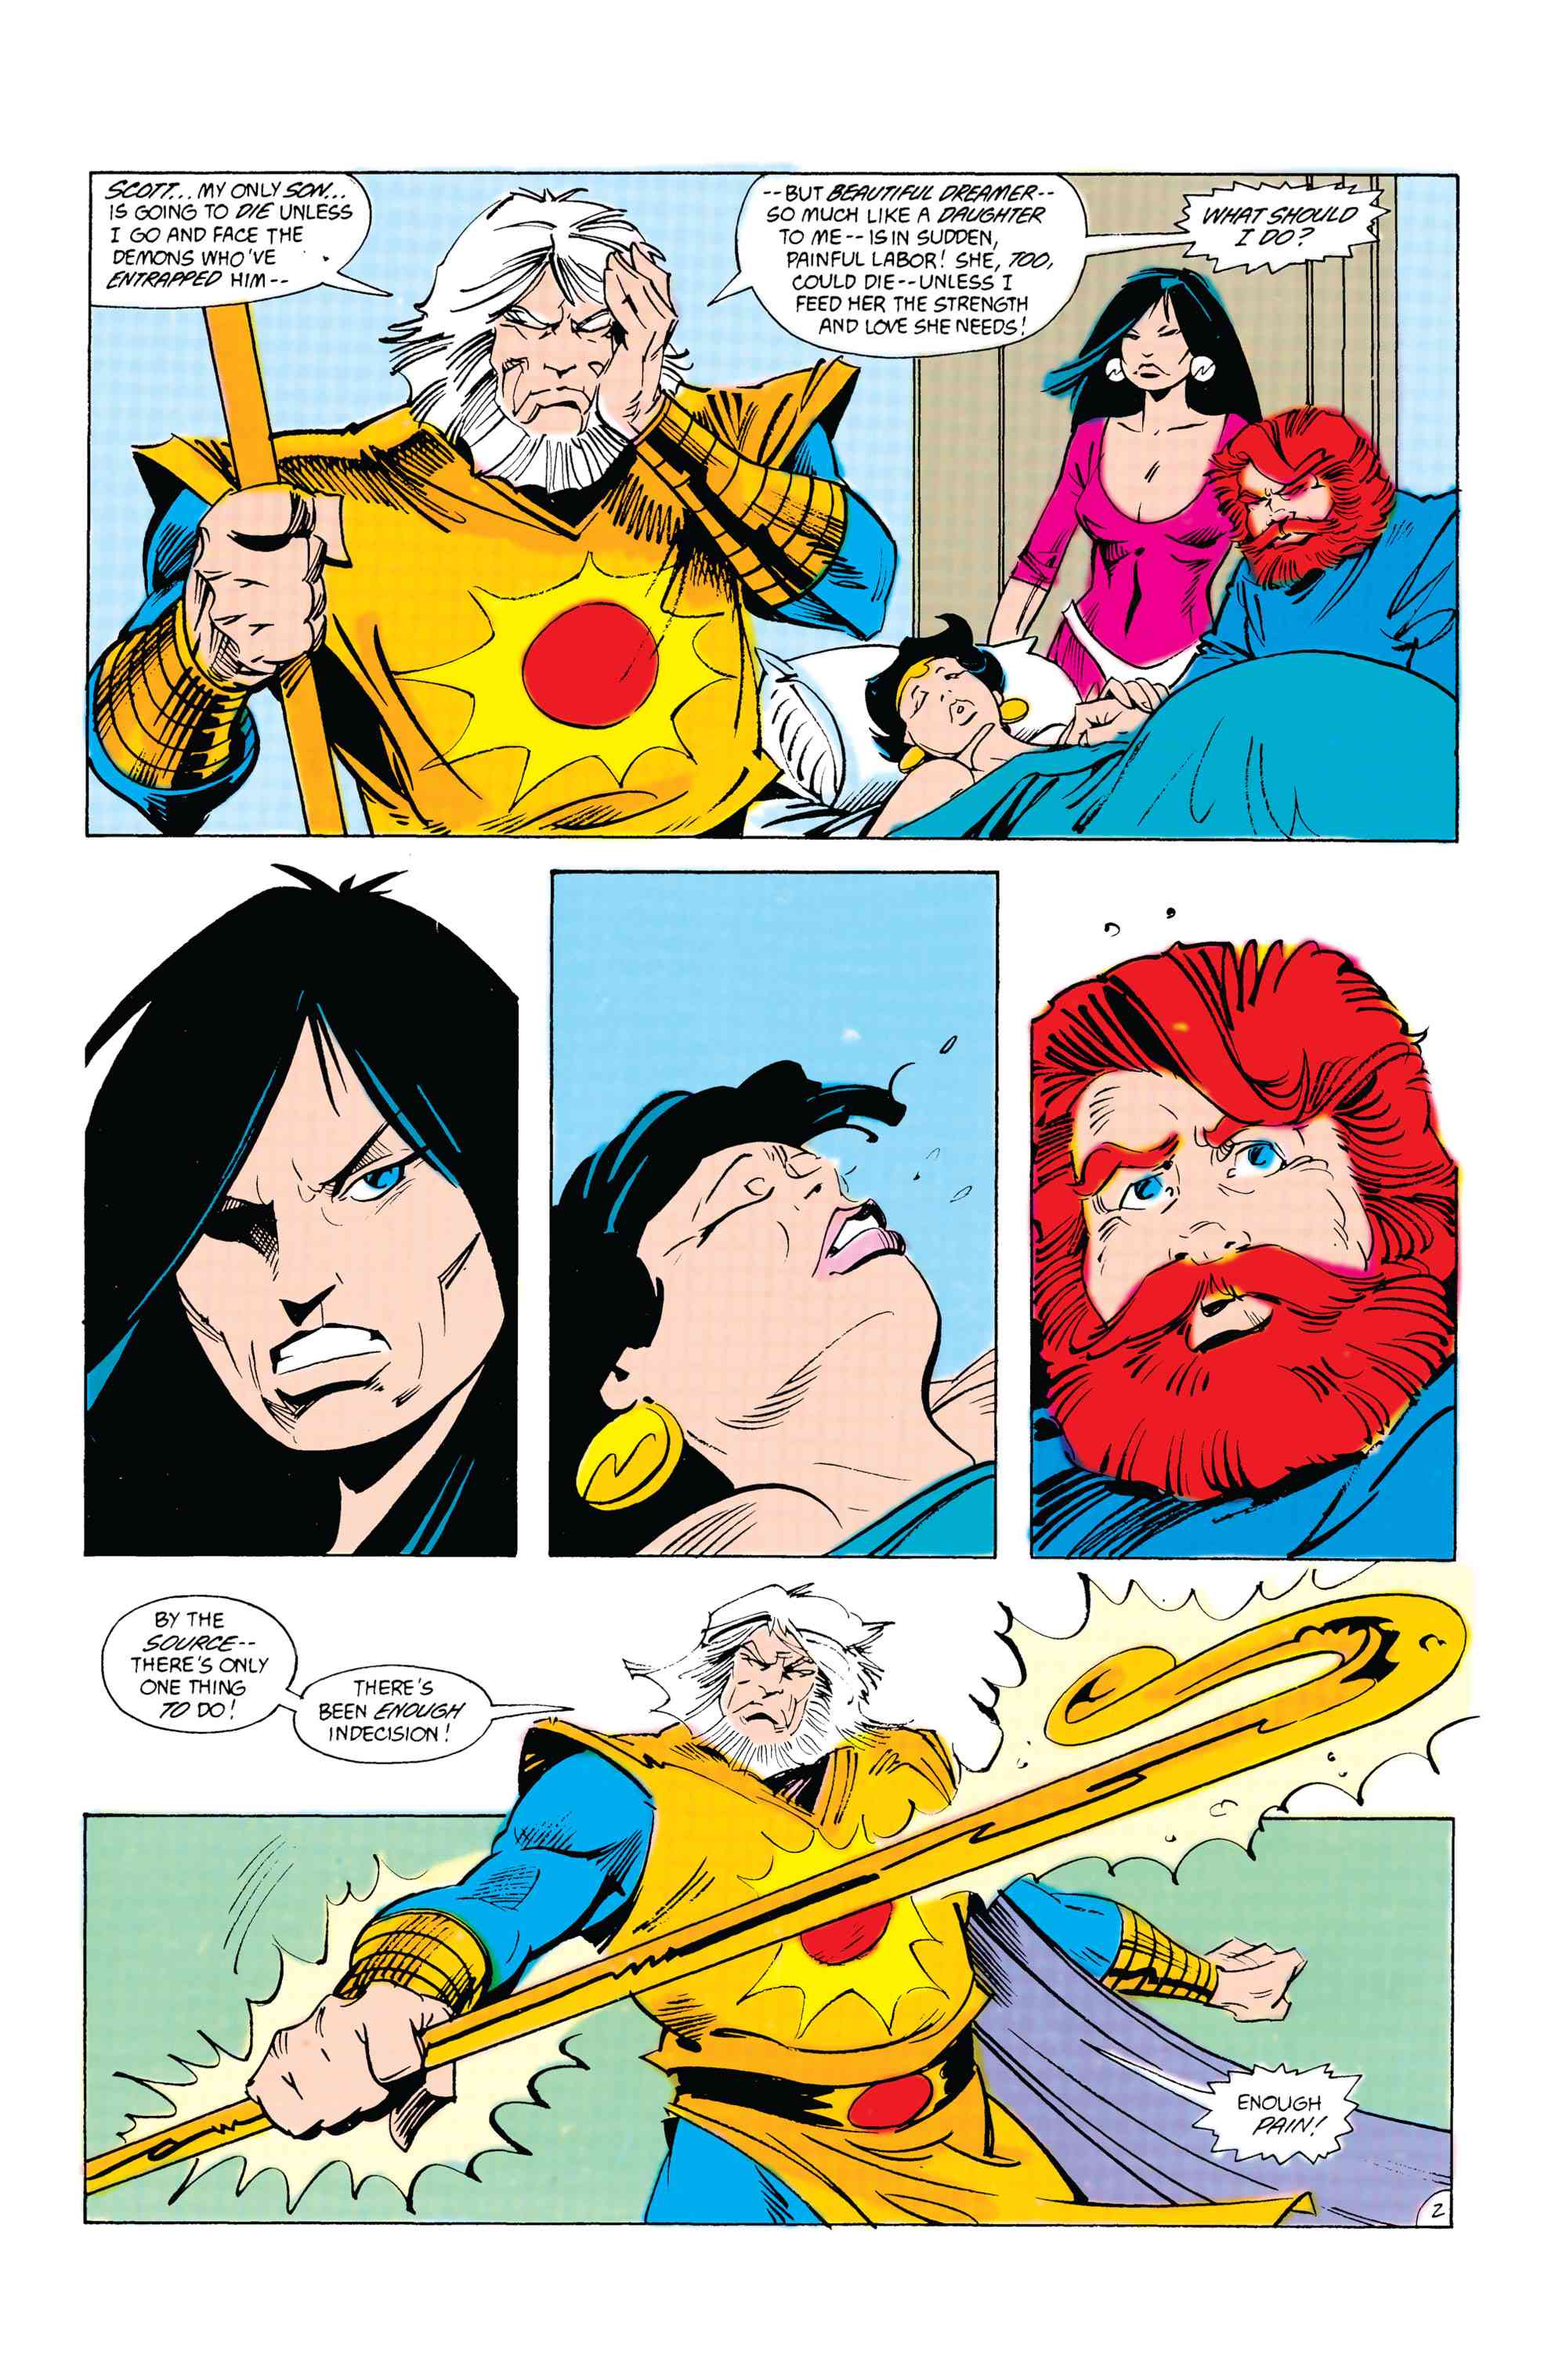 SCOTT... MY ONLY SON...
IS GOING TO DIE UNLESS
I GO AND FACE THE
DEMONS WHO'VE
ENTRAPPED HIM--
--BUT BEAUTIFUL DREAMER--
SO MUCH LIKE A DAUGHTER
TO ME--IS IN SUDDEN,
PAINFUL LABOR! SHE, TOO,
COULD DIE--UNLESS I
FEED HER THE STRENGTH
AND LOVE SHE NEEDS!
WHAT SHOULD
I DO?
BY THE
SOURCE--
THERE'S ONLY
ONE THING
TO DO!
THERE'S
BEEN ENOUGH
INDECISION!
ENOUGH
PAIN!
2